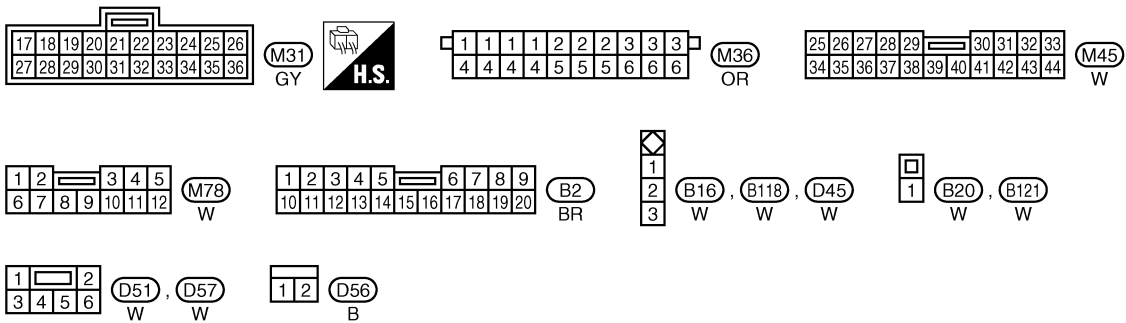 17 18 19 20 21 22 23 24 25 26
27 28 29 30 31 32 33 34 35 36
M31
GY
H.S.
1 1 1 1 2 2 2 3 3 3
4 4 4 4 5 5 5 6 6 6
M36
OR
25 26 27 28 29 30 31 32 33
34 35 36 37 38 39 40 41 42 43 44
M45
W
1 2 3 4 5
6 7 8 9 10 11 12
M78
W
1 2 3 4 5 6 7 8 9
10 11 12 13 14 15 16 17 18 19 20
B2
BR
1
2
3
B16 , B118 , D45
W W W
1
B20 , B121
W W
1 2
3 4 5 6
D51 , D57
W W
1 2
D56
B